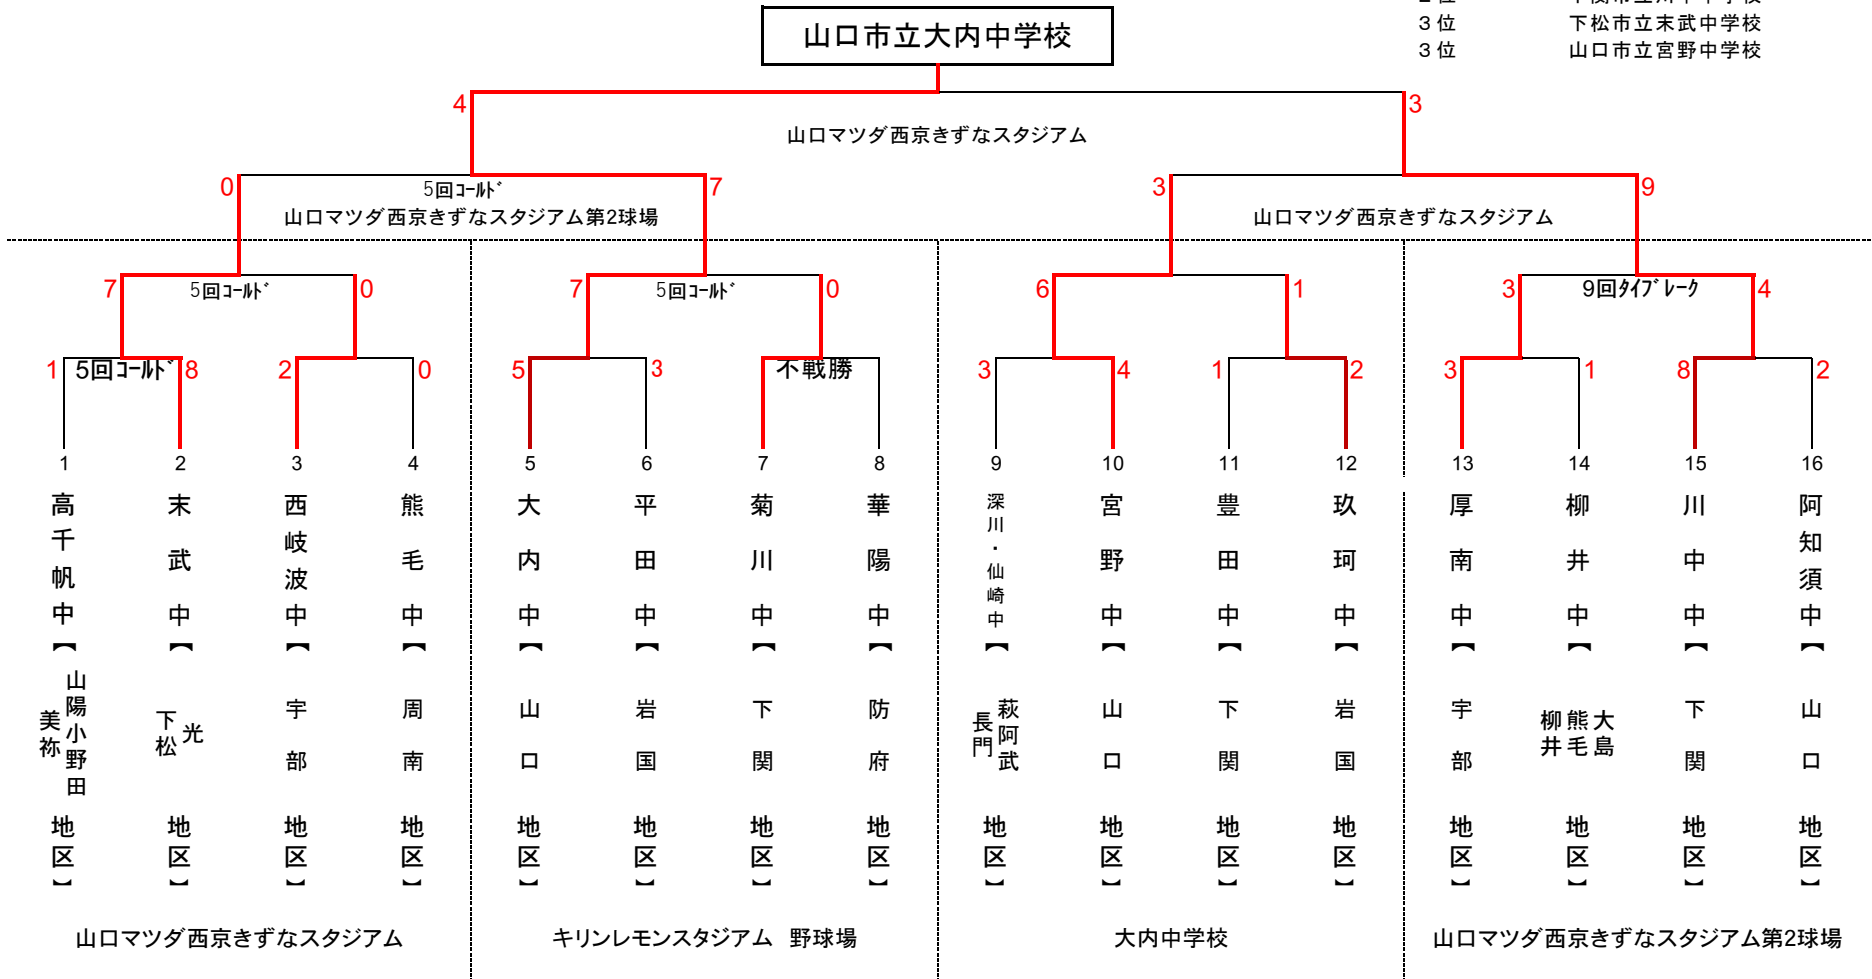 山口市立大内中学校
3位 下松市立末武中学校
3位 山口市立宮野中学校
4 3
山口マツダ西京きずなスタジアム
0 5回ｺｰﾙﾄﾞ 7 3 9
山口マツダ西京きずなスタジアム第2球場 山口マツダ西京きずなスタジアム
7 5回ｺｰﾙﾄﾞ 0 7 5回ｺｰﾙﾄﾞ 0 6 1 3 9回ﾀｲﾌﾞﾚｰｸ 4
1 5回ｺｰﾙﾄﾞ 8 2 0 5 3 不戦勝 3 4 1 2 3 1 8 2
1 2 3 4 5 6 7 8 9 10 11 12 13 14 15 16
高千帆中【山陽小野田美祢地区】
末武中【光下松地区】
西岐波中【宇部地区】
熊毛中【周南地区】
大内中【山口地区】
平田中【岩国地区】
菊川中【下関地区】
華陽中【防府地区】
深川・仙崎中【萩阿武長門地区】
宮野中【山口地区】
豊田中【下関地区】
玖珂中【岩国地区】
厚南中【宇部地区】
柳井中【大島熊毛柳井地区】
川中中【下関地区】
阿知須中【山口地区】
山口マツダ西京きずなスタジアム
キリンレモンスタジアム 野球場
大内中学校
山口マツダ西京きずなスタジアム第2球場